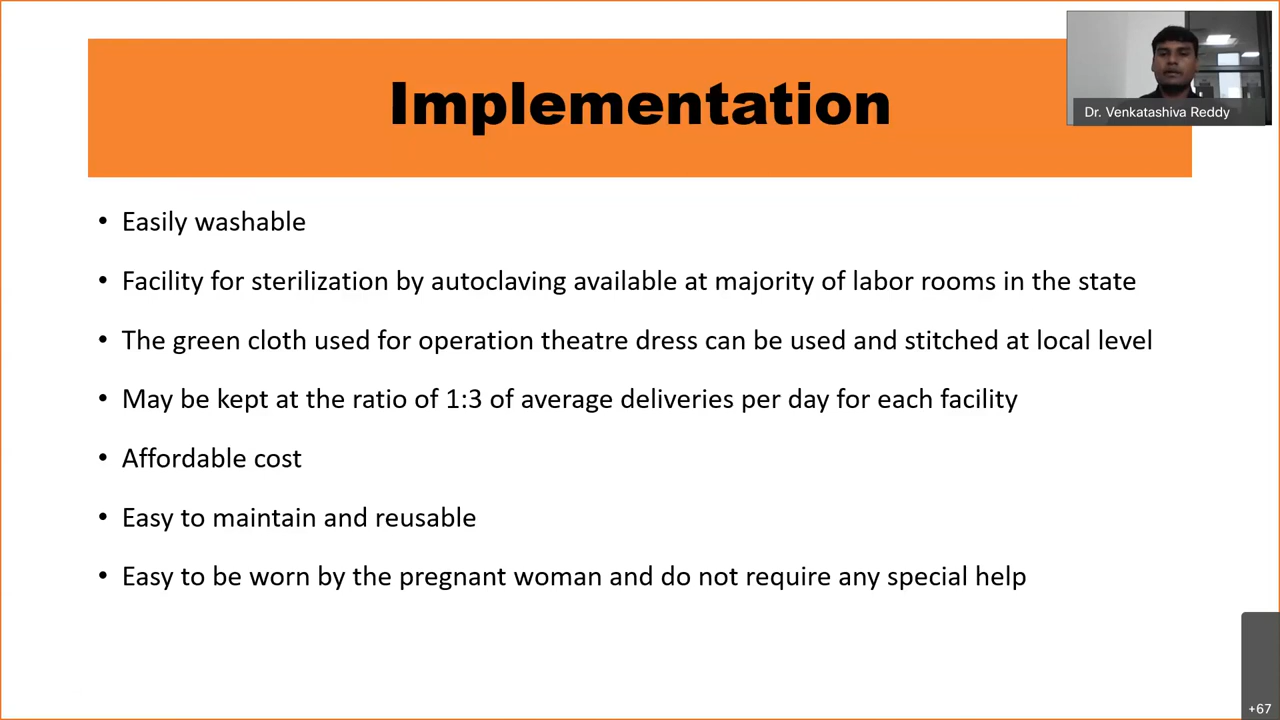 Implementation
Dr. Venkatashiva Reddy
• Easily washable
• Facility for sterilization by autoclaving available at majority of labor rooms in the state
• The green cloth used for operation theatre dress can be used and stitched at local level
• May be kept at the ratio of 1:3 of average deliveries per day for each facility
• Affordable cost
• Easy to maintain and reusable
• Easy to be worn by the pregnant woman and do not require any special help
+67